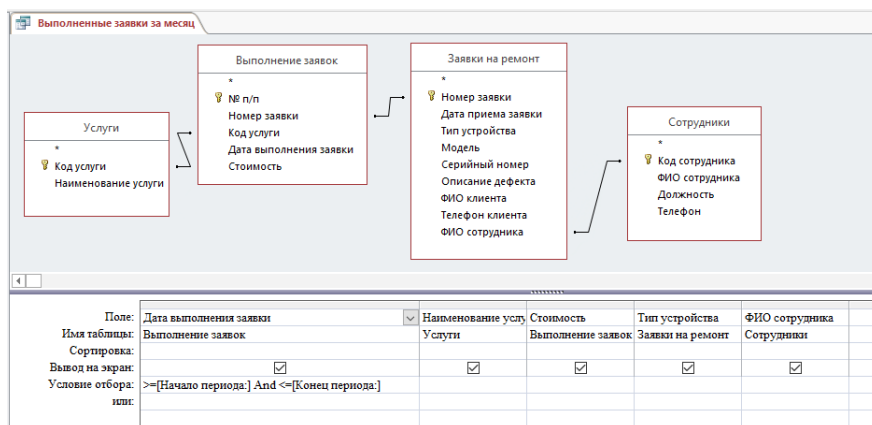 Выполненные заявки за месяц
Услуги
*
Код услуги
Наименование услуги
Выполнение заявок
*
№ п/п
Номер заявки
Код услуги
Дата выполнения заявки
Стоимость
Заявки на ремонт
*
Номер заявки
Дата приема заявки
Тип устройства
Модель
Серийный номер
Описание дефекта
ФИО клиента
Телефон клиента
ФИО сотрудника
Сотрудники
*
Код сотрудника
ФИО сотрудника
Должность
Телефон
Поле: Дата выполнения заявки Наименование услу Стоимость Тип устройства ФИО сотрудника
Имя таблицы: Выполнение заявок Услуги Выполнение заявок Заявки на ремонт Сотрудники
Сортировка:
Вывод на экран:
Условие отбора: >=[Начало периода:] And <=[Конец периода:]
или: